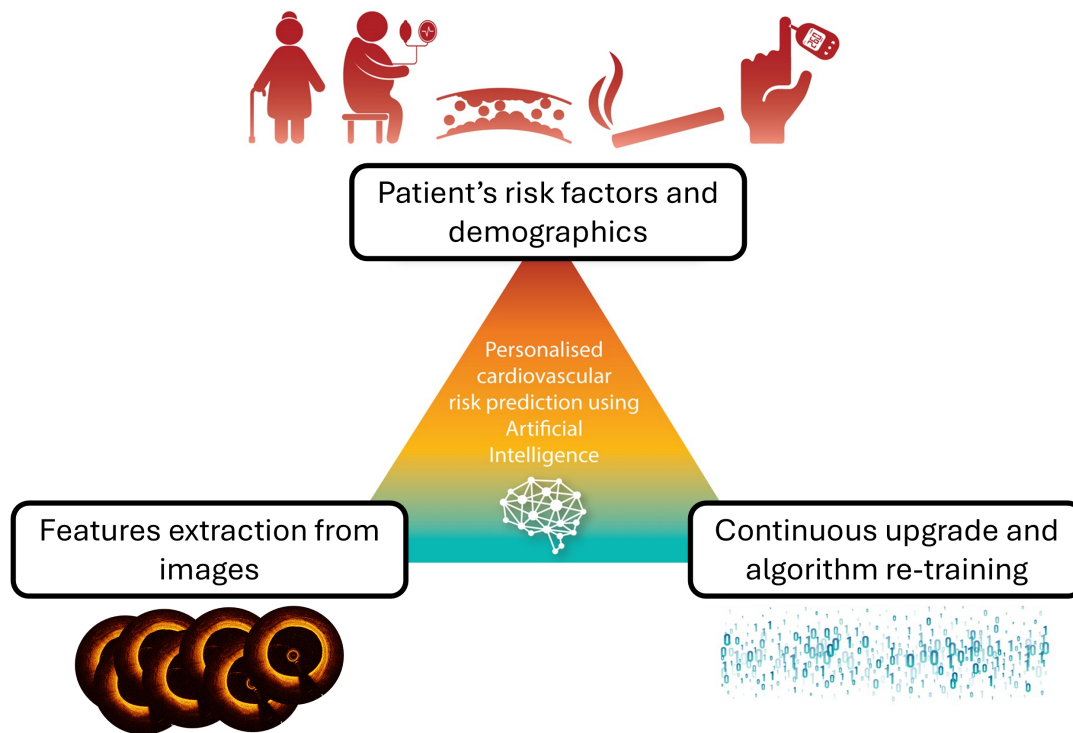 Patient’s risk factors and
demographics
Personalised
cardiovascular
risk prediction using
Artificial
Intelligence
Features extraction from
images
Continuous upgrade and
algorithm re-training